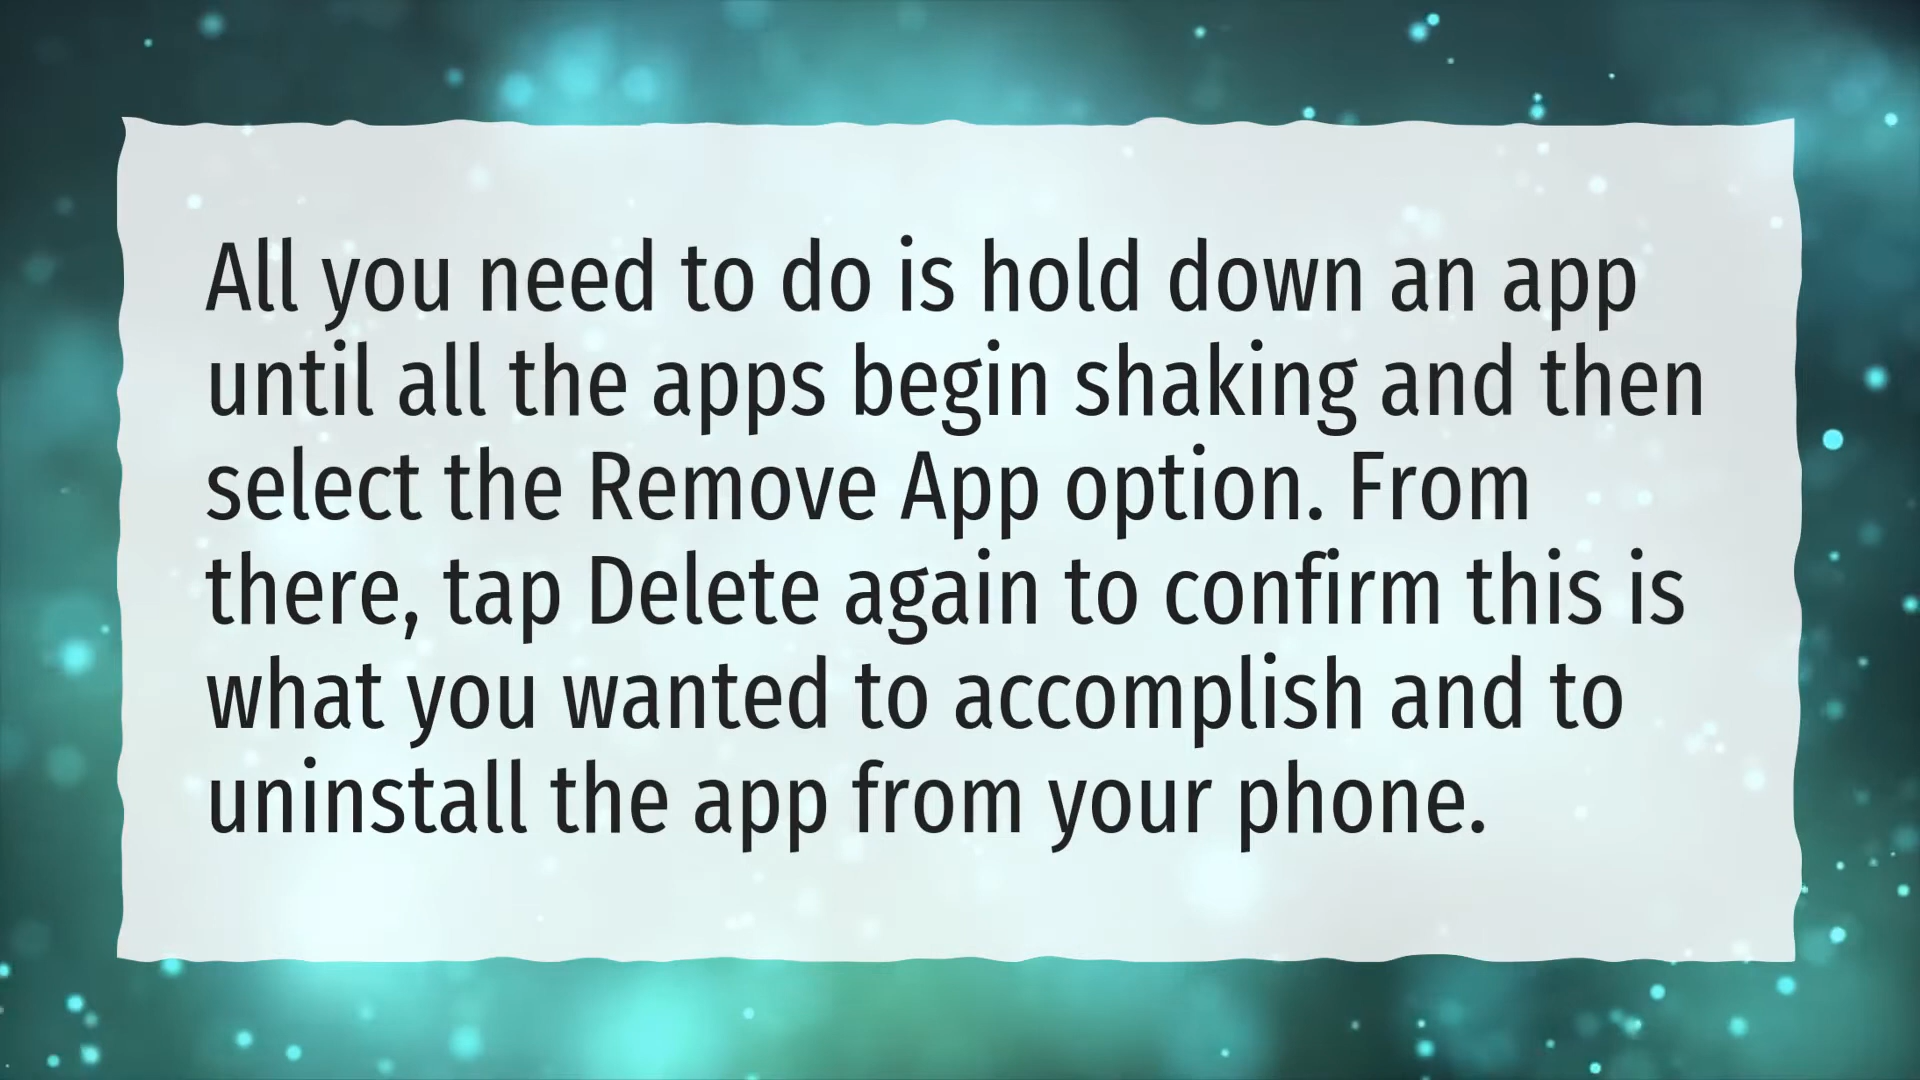 All you need to do is hold down an app
until all the apps begin shaking and then
select the Remove App option. From
there, tap Delete again to confirm this is
what you wanted to accomplish and to
uninstall the app from your phone.